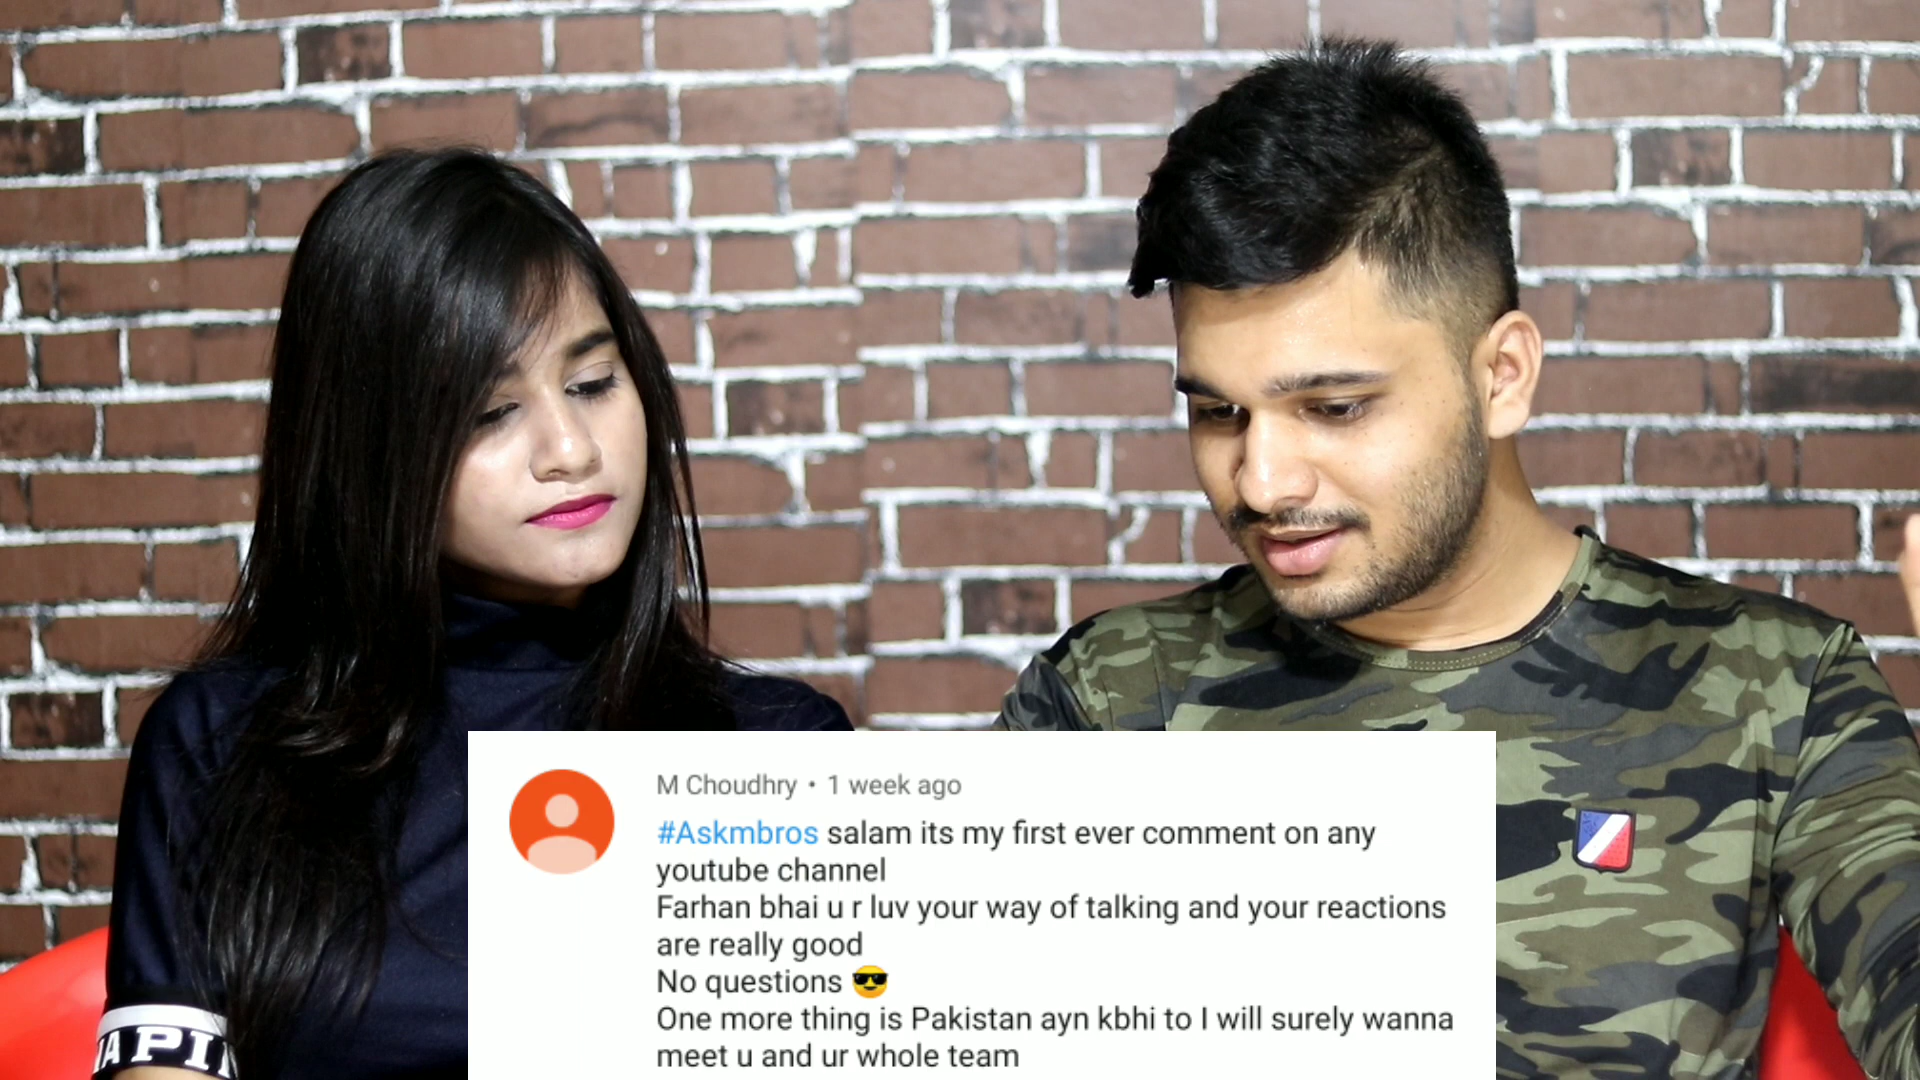 M Choudhry • 1 week ago
#Askmbros salam its my first ever comment on any
youtube channel
Farhan bhai u r luv your way of talking and your reactions
are really good
No questions 😎
One more thing is Pakistan ayn kbhi to I will surely wanna
meet u and ur whole team